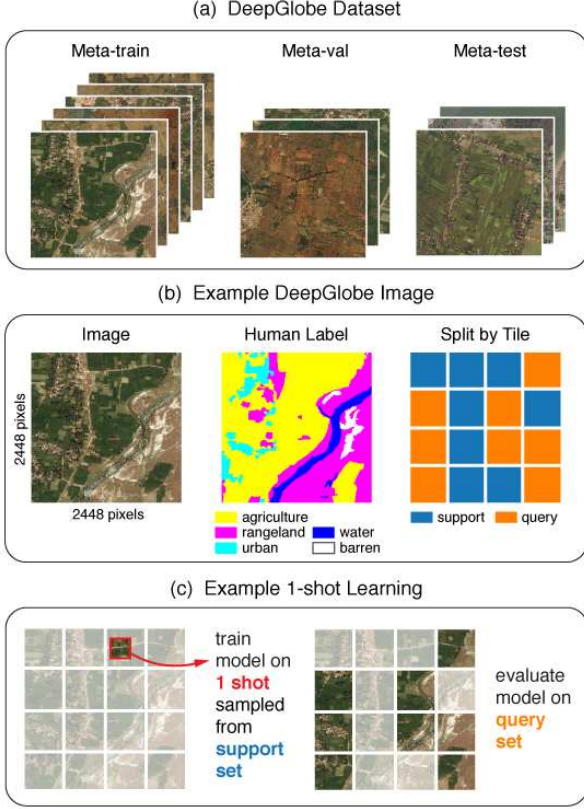 (a) DeepGlobe Dataset
Meta-train
Meta-val
Meta-test
(b) Example DeepGlobe Image
Image
Human Label
Split by Tile
2448 pixels
2448 pixels
agriculture
rangeland
water
urban
barren
support
query
(c) Example 1-shot Learning
train
model on
1 shot
sampled
from
support
set
evaluate
model on
query
set